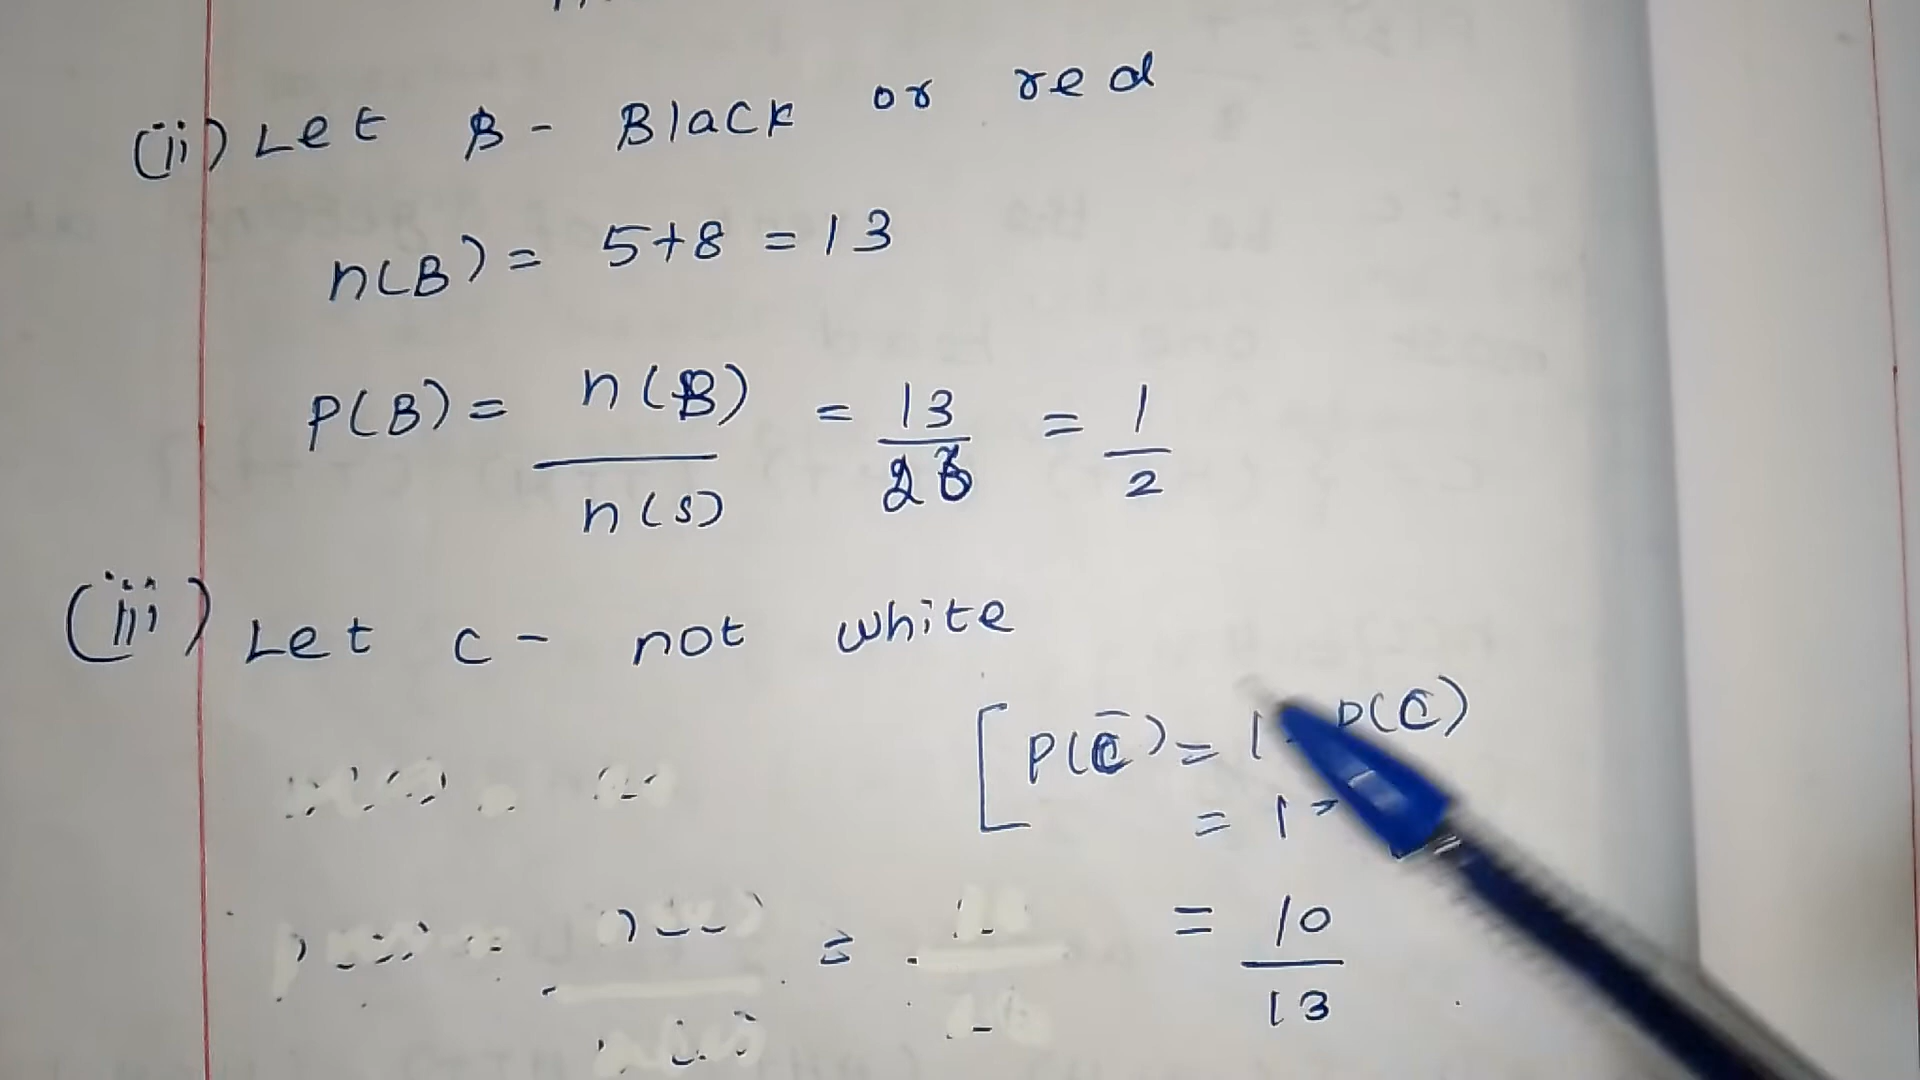 (ii) Let B - Black or red
n(B) = 5+8 = 13
P(B) = n(B)/n(S) = 13/26 = 1/2
(iii) Let C - not white
[P(C̄) = 1 - P(C)
= 1 -
= 10/13